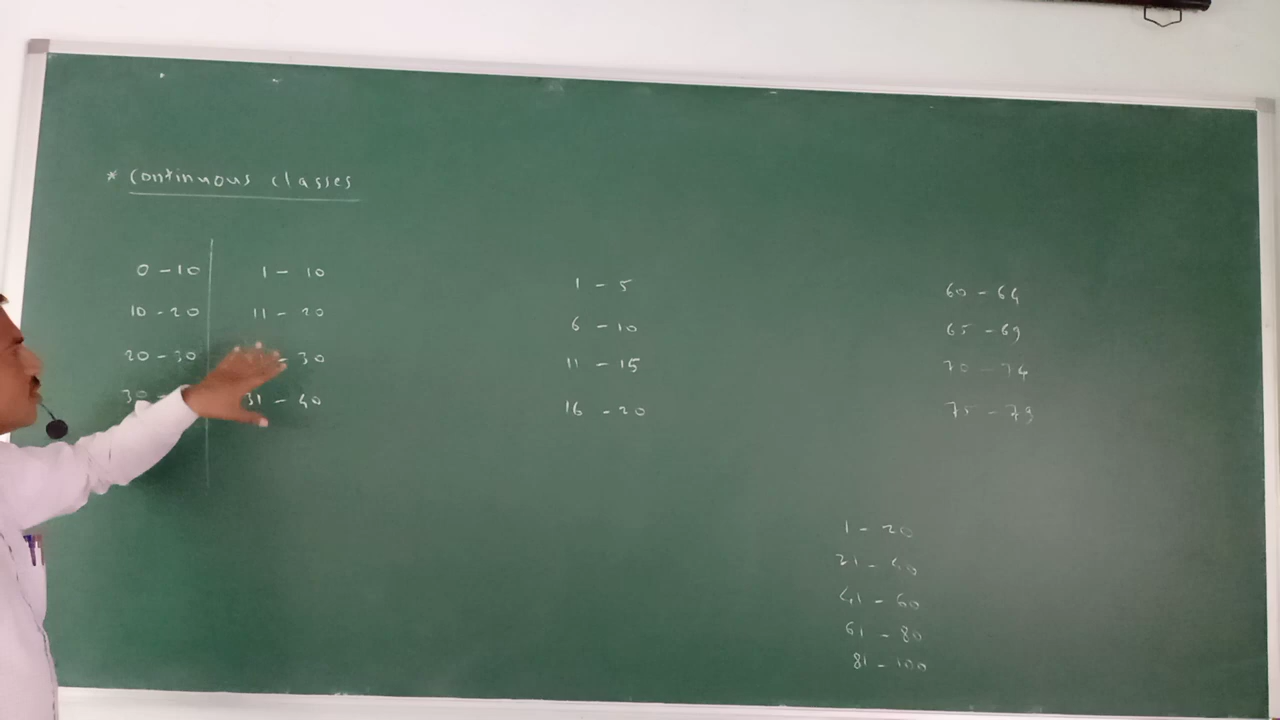 * Continuous classes
0 - 10
10 - 20
20 - 30
30 -
1 - 10
11 - 20
- 30
31 - 40
1 - 5
6 - 10
11 - 15
16 - 20
60 - 64
65 - 69
70 - 74
75 - 79
1 - 20
21 - 40
41 - 60
61 - 80
81 - 100